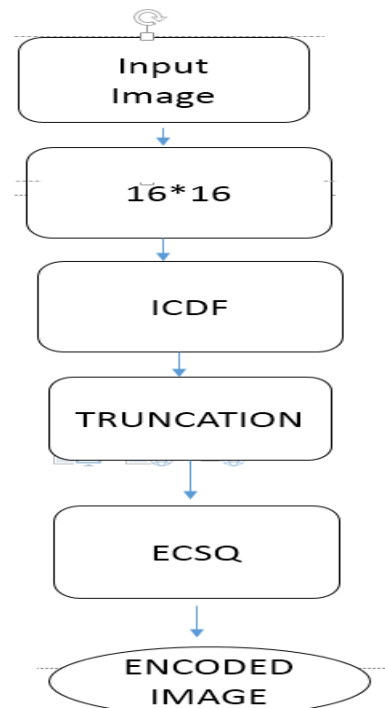 Input
Image
16*16
ICDF
TRUNCATION
ECSQ
ENCODED
IMAGE